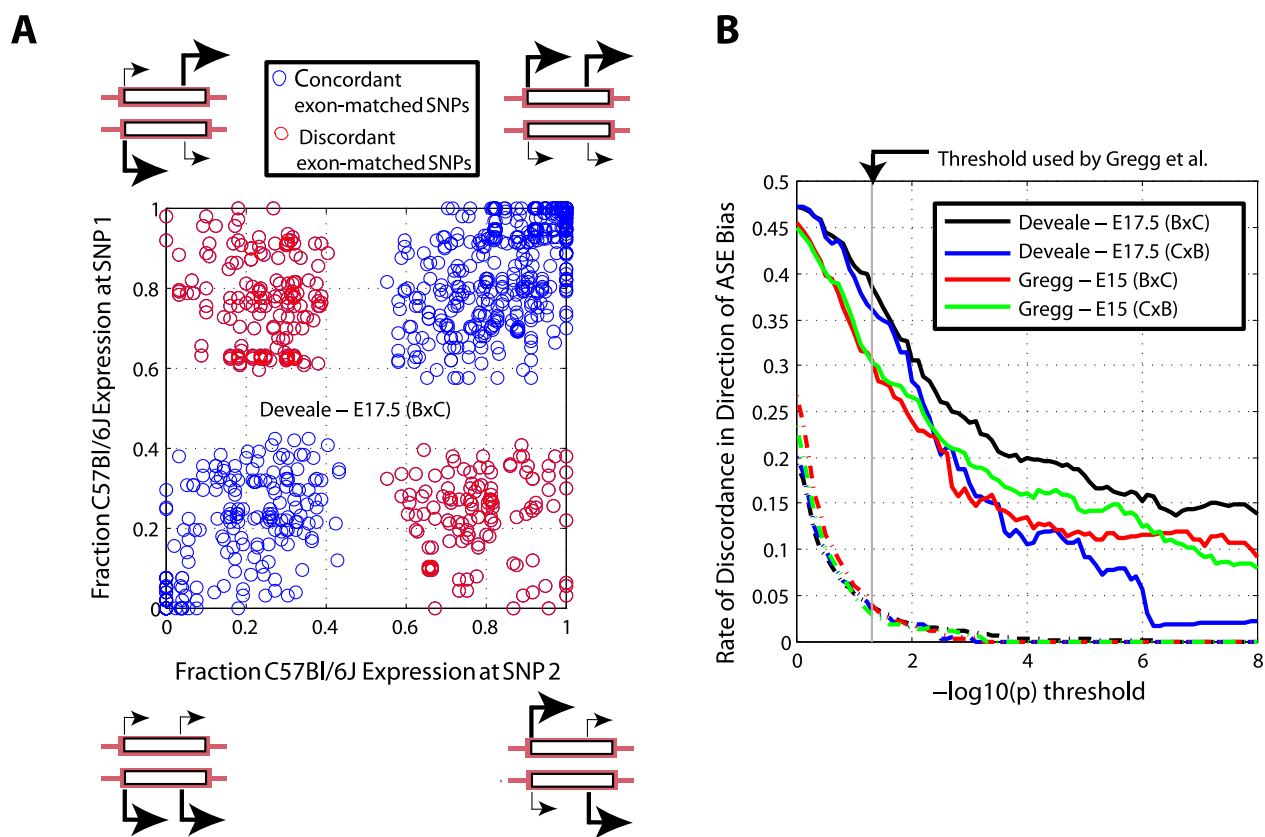 A
Concordant
exon-matched SNPs
Discordant
exon-matched SNPs
Fraction C57Bl/6J Expression at SNP 1
1
0.8
0.6
0.4
0.2
0
Deveale – E17.5 (BxC)
0
0.2
0.4
0.6
0.8
1
Fraction C57Bl/6J Expression at SNP 2
B
Threshold used by Gregg et al.
Rate of Discordance in Direction of ASE Bias
0.5
0.45
0.4
0.35
0.3
0.25
0.2
0.15
0.1
0.05
0
Deveale – E17.5 (BxC)
Deveale – E17.5 (CxB)
Gregg – E15 (BxC)
Gregg – E15 (CxB)
0
2
4
6
8
–log10(p) threshold